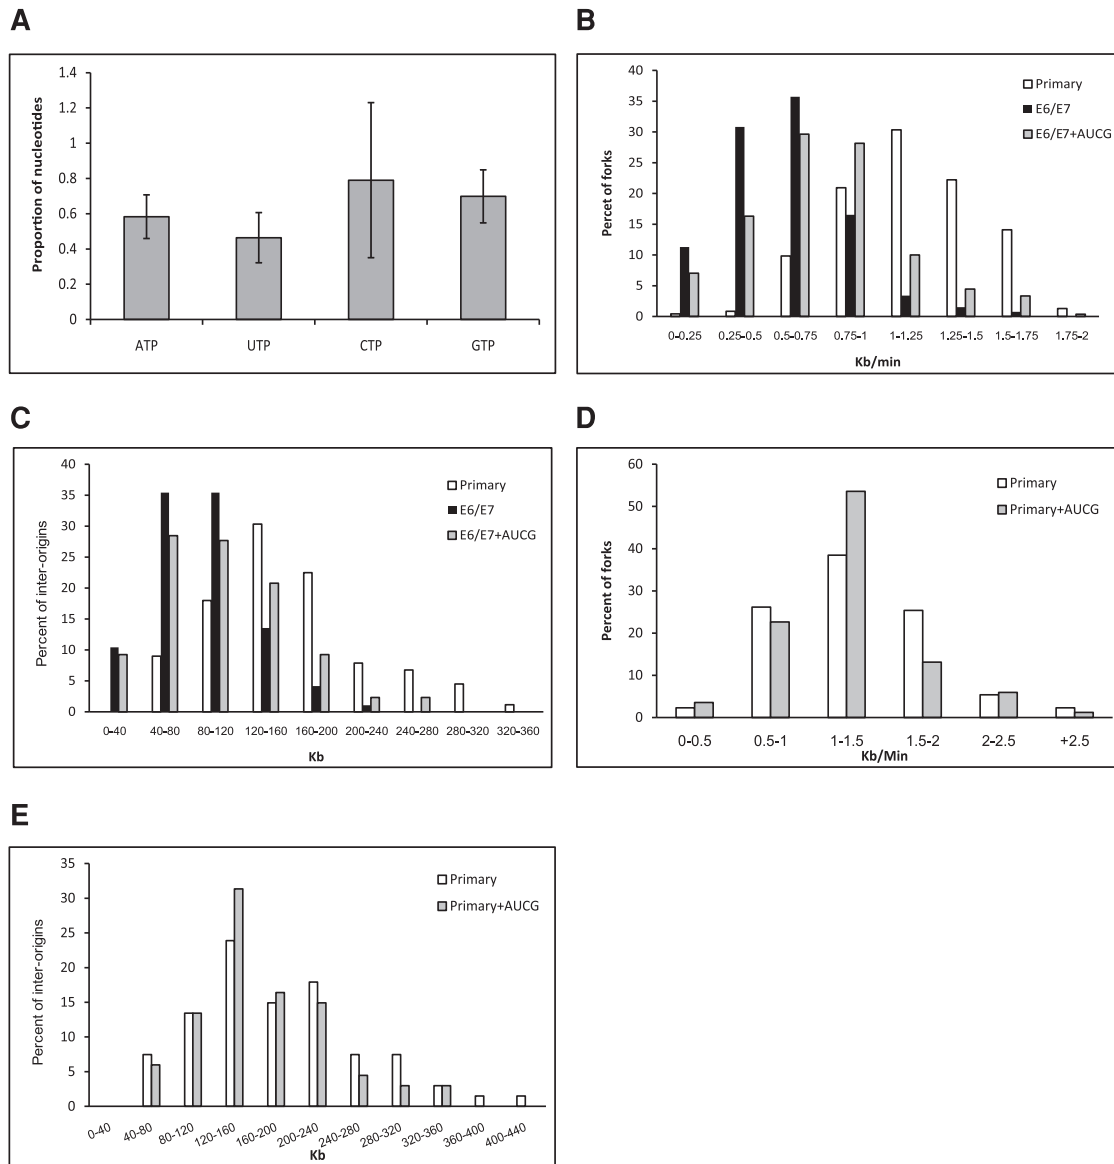 A
Proportion of nucleotides
1.4
1.2
1
0.8
0.6
0.4
0.2
0
ATP UTP CTP GTP
B
Percet of forks
40
35
30
25
20
15
10
5
0
Primary
E6/E7
E6/E7+AUCG
0-0.25 0.25-0.5 0.5-0.75 0.75-1 1-1.25 1.25-1.5 1.5-1.75 1.75-2
Kb/min
C
Percent of inter-origins
40
35
30
25
20
15
10
5
0
Primary
E6/E7
E6/E7+AUCG
0-40 40-80 80-120 120-160 160-200 200-240 240-280 280-320 320-360
Kb
D
Percent of forks
60
50
40
30
20
10
0
Primary
Primary+AUCG
0-0.5 0.5-1 1-1.5 1.5-2 2-2.5 +2.5
Kb/Min
E
Percent of inter-origins
35
30
25
20
15
10
5
0
Primary
Primary+AUCG
0-40 40-80 80-120 120-160 160-200 200-240 240-280 280-320 320-360 360-400 400-440
Kb